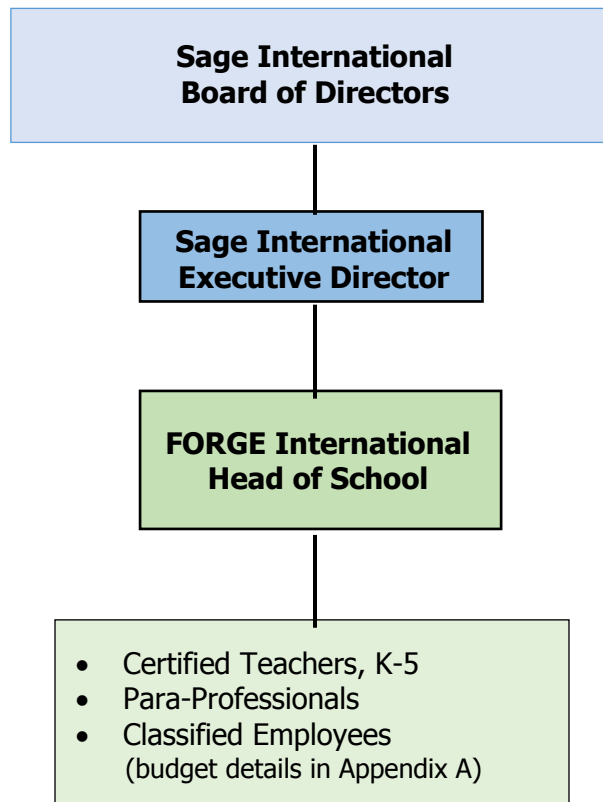 Sage International
Board of Directors
Sage International
Executive Director
FORGE International
Head of School
• Certified Teachers, K-5
• Para-Professionals
• Classified Employees
(budget details in Appendix A)